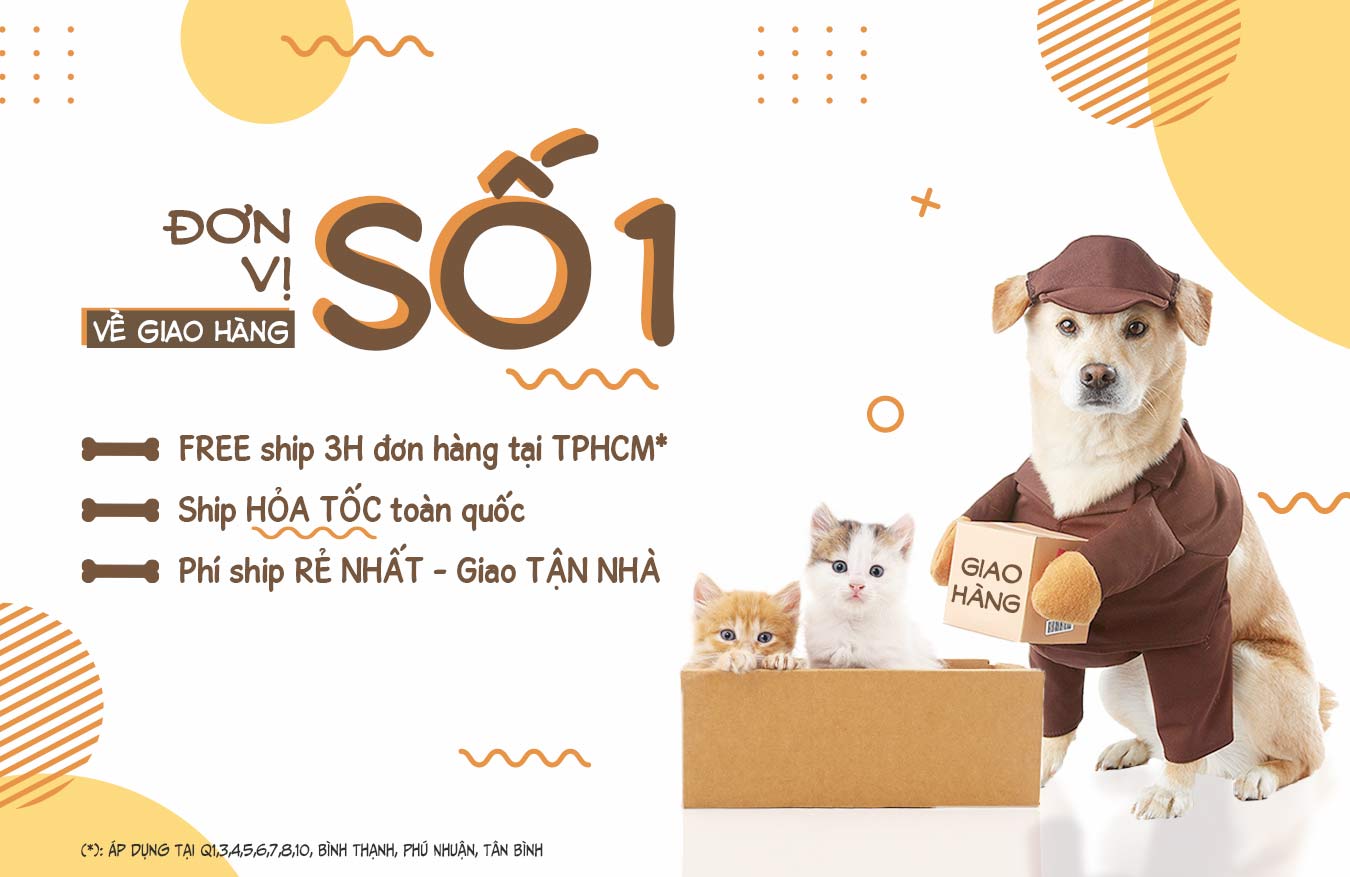 ĐƠN
VỊ
VỀ GIAO HÀNG
SỐ 1
FREE ship 3H đơn hàng tại TPHCM*
Ship HỎA TỐC toàn quốc
Phí ship RẺ NHẤT - Giao TẬN NHÀ
GIAO
HÀNG
(*): ÁP DỤNG TẠI Q1,3,4,5,6,7,8,10, BÌNH THẠNH, PHÚ NHUẬN, TÂN BÌNH